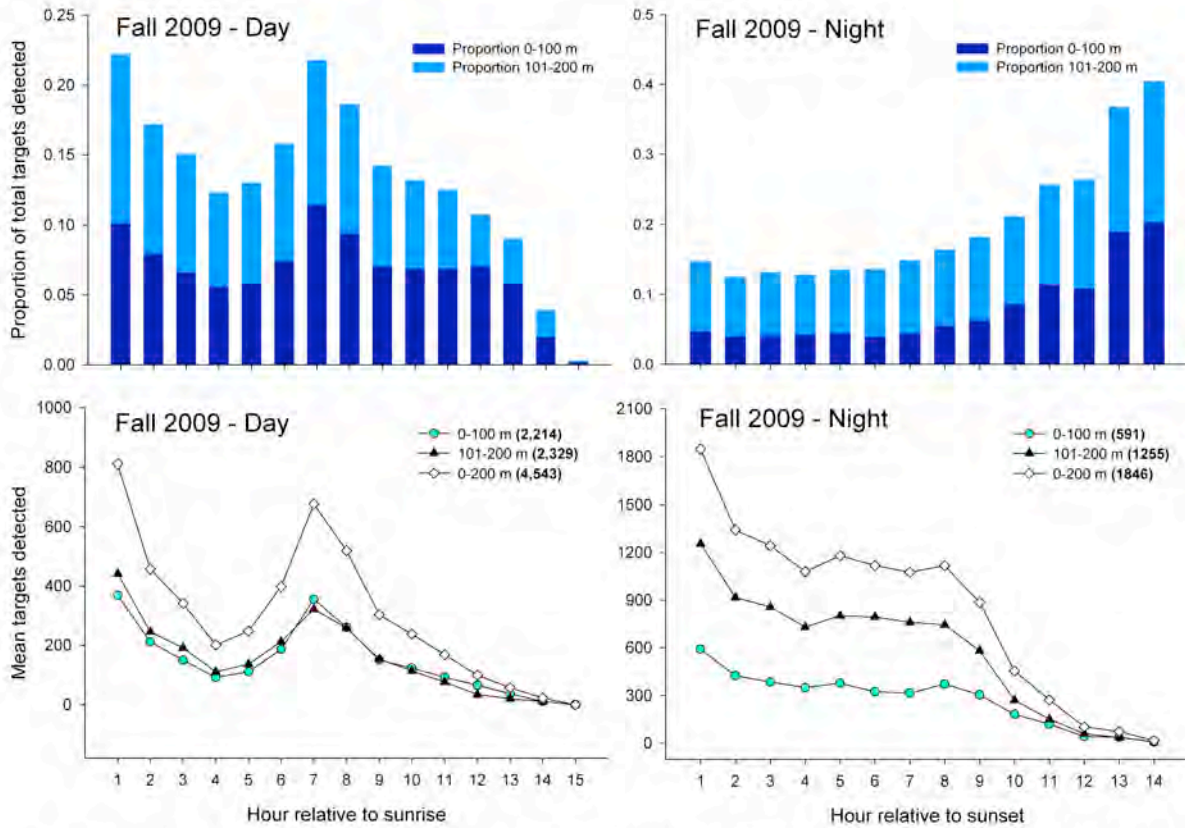 Fall 2009 - Day
Proportion 0-100 m
Proportion 101-200 m
Proportion of total targets detected
0.25
0.20
0.15
0.10
0.05
0.00
Fall 2009 - Night
Proportion 0-100 m
Proportion 101-200 m
0.5
0.4
0.3
0.2
0.1
0.0
Fall 2009 - Day
0-100 m (2,214)
101-200 m (2,329)
0-200 m (4,543)
Mean targets detected
1000
800
600
400
200
0
1 2 3 4 5 6 7 8 9 10 11 12 13 14 15
Hour relative to sunrise
Fall 2009 - Night
0-100 m (591)
101-200 m (1255)
0-200 m (1846)
2100
1800
1500
1200
900
600
300
0
1 2 3 4 5 6 7 8 9 10 11 12 13 14
Hour relative to sunset